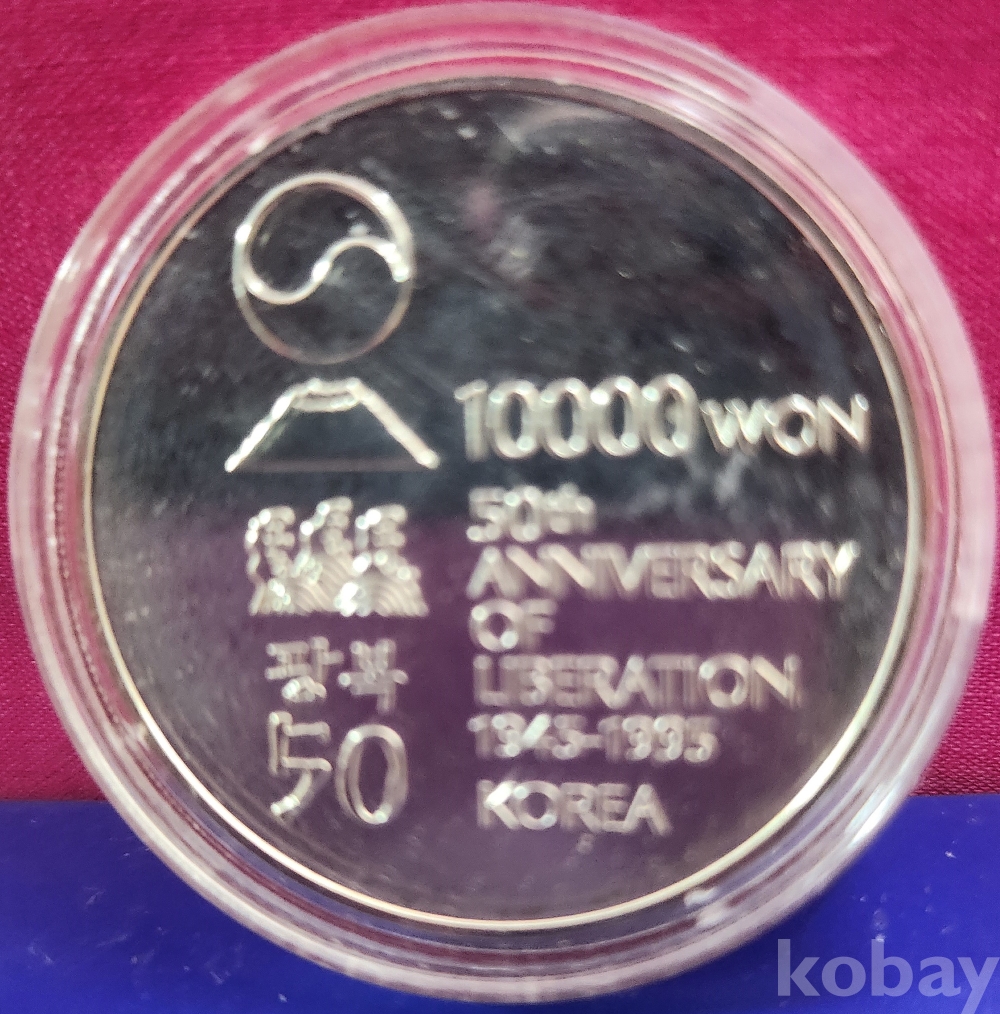 10000 WON
50th
ANNIVERSARY
OF
LIBERATION
1945-1995
KOREA
광복
50
kobay